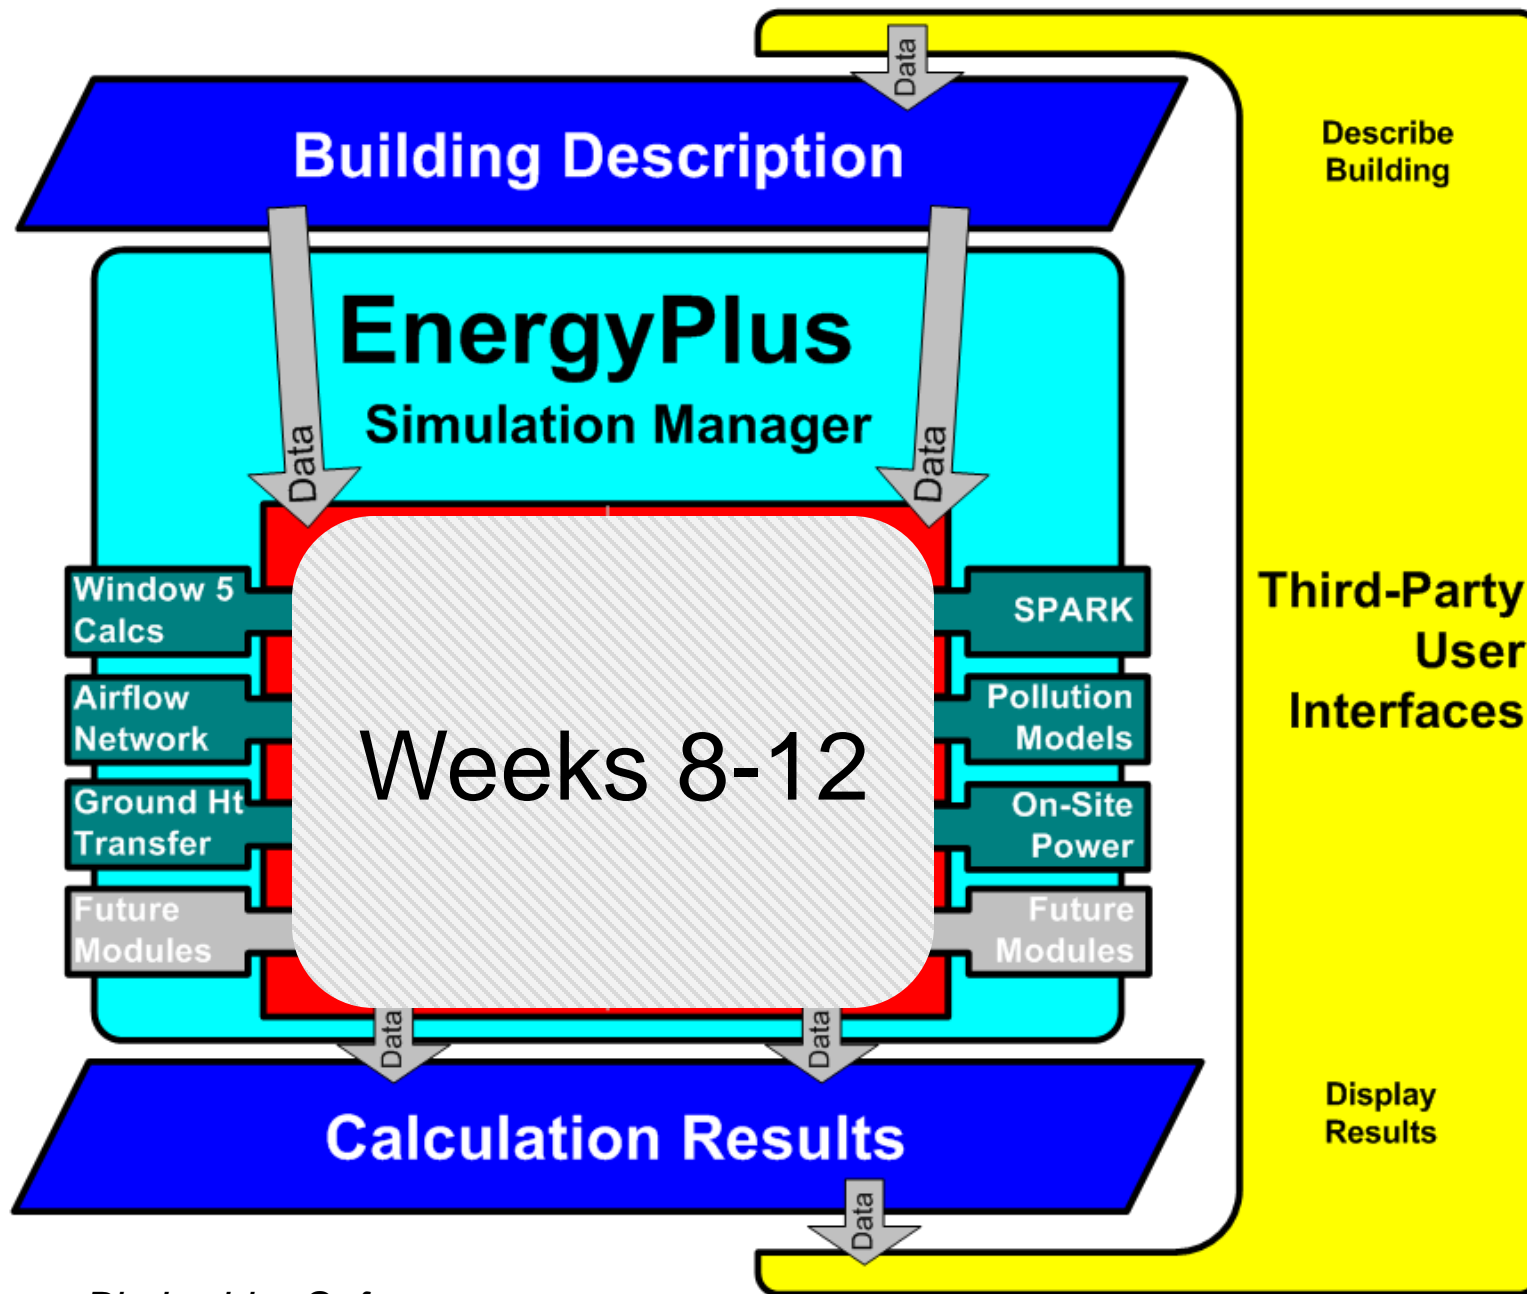 Data
Building Description
Describe
Building
EnergyPlus
Simulation Manager
Data
Data
Window 5
Calcs
Airflow
Network
Ground Ht
Transfer
Future
Modules
Weeks 8-12
SPARK
Pollution
Models
On-Site
Power
Future
Modules
Third-Party
User
Interfaces
Data
Data
Calculation Results
Display
Results
Data